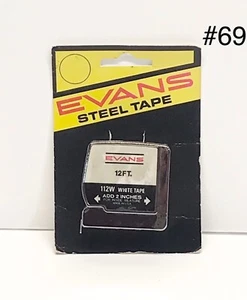 #69
EVANS
STEEL TAPE
EVANS
12FT.
112W WHITE TAPE
ADD 2 INCHES